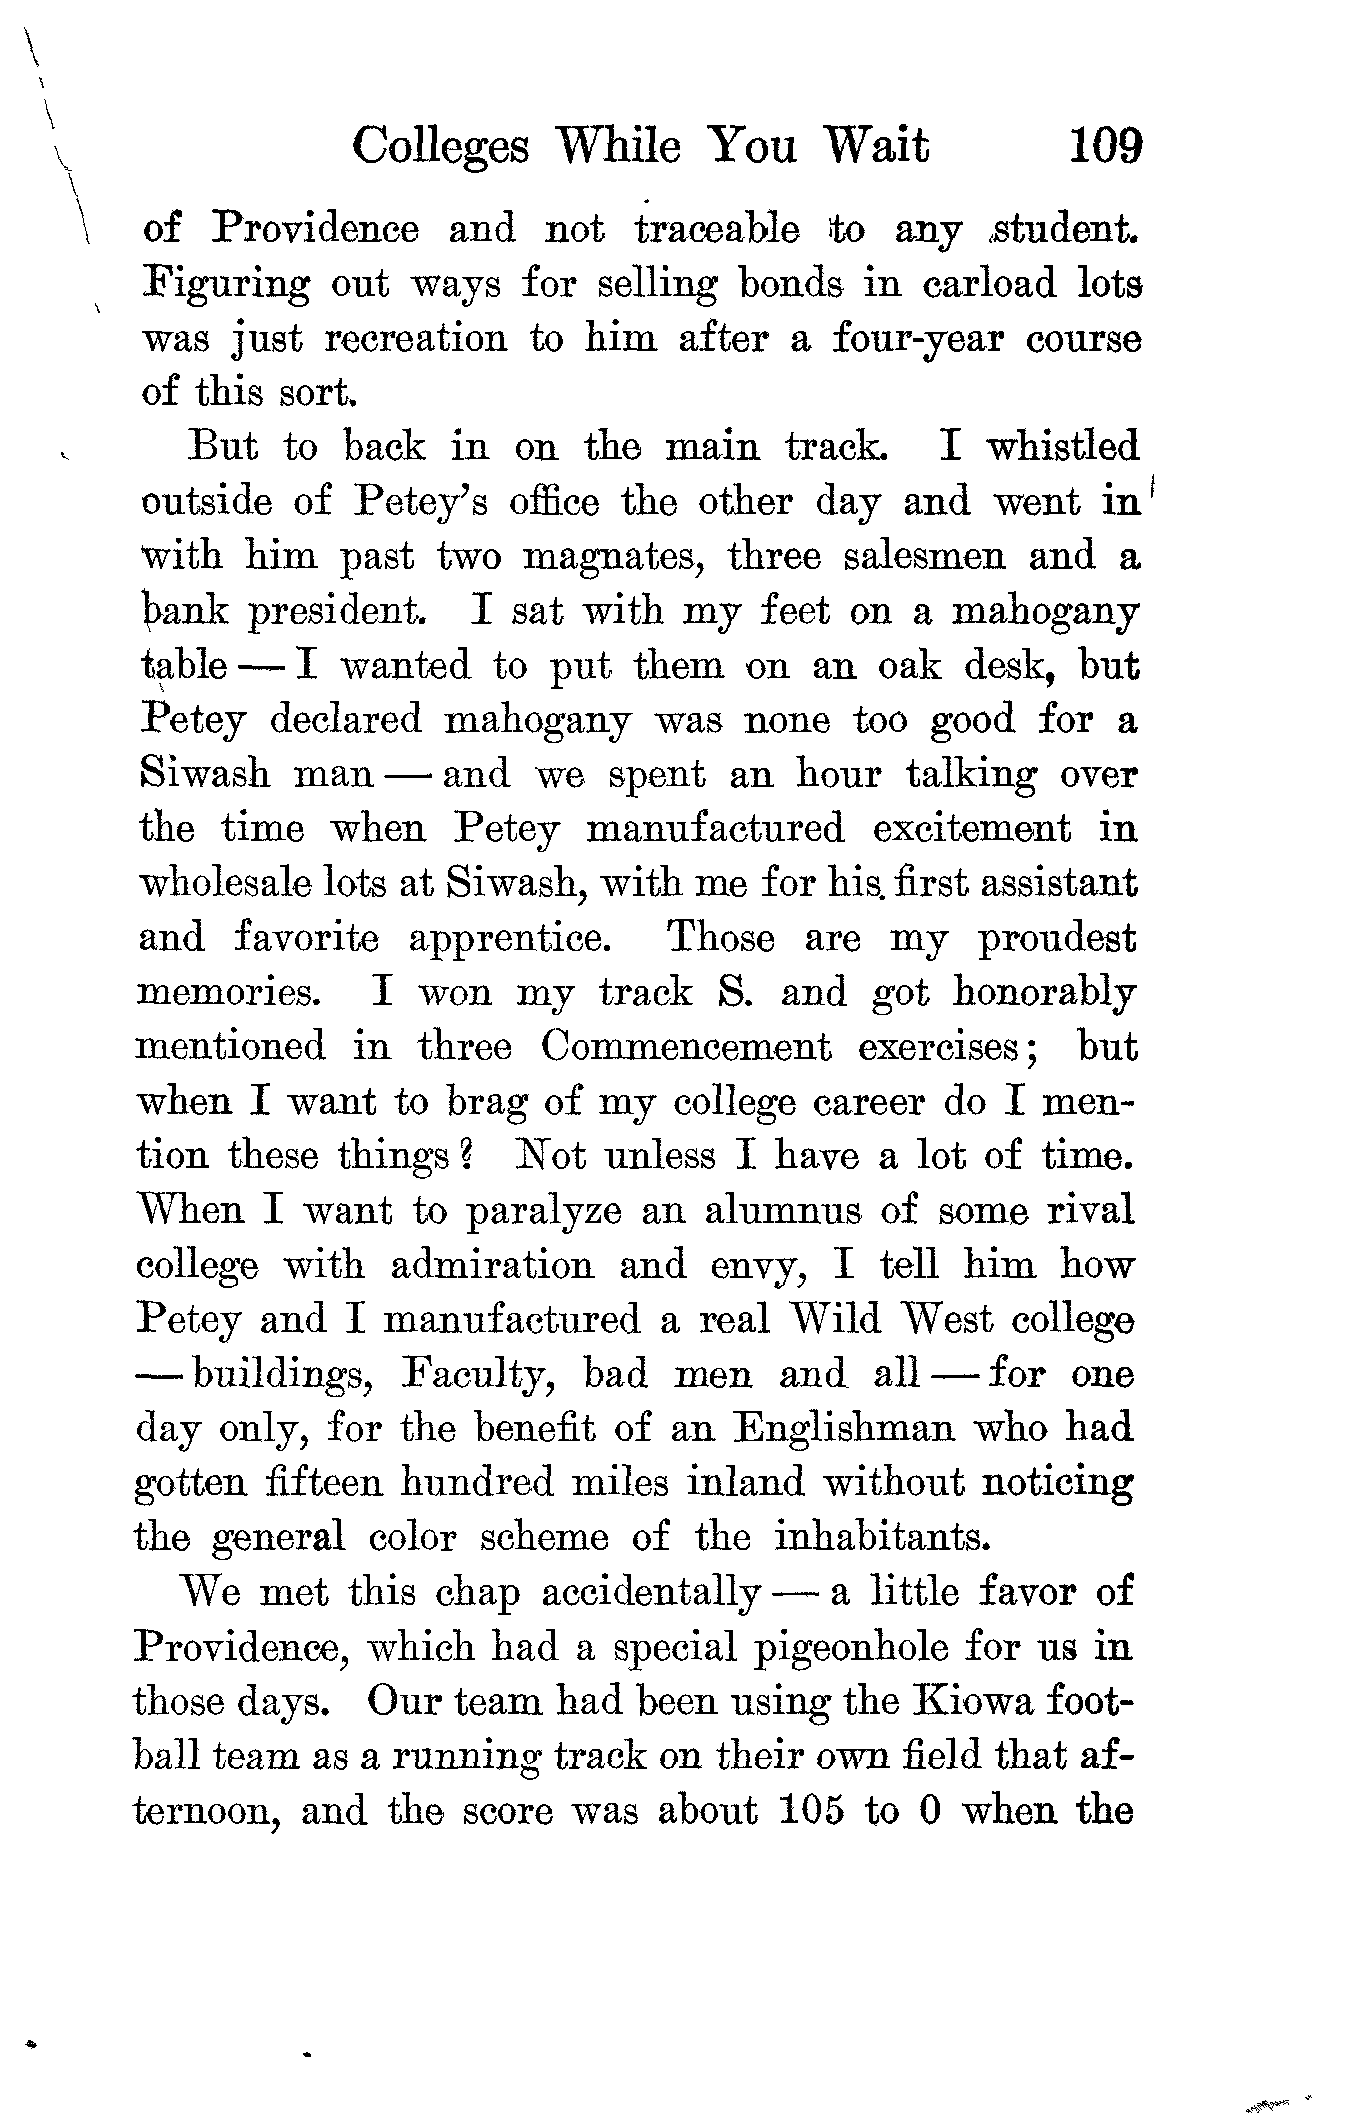 Colleges While You Wait 109
of Providence and not traceable to any student.
Figuring out ways for selling bonds in carload lots
was just recreation to him after a four-year course
of this sort.
But to back in on the main track. I whistled
outside of Petey's office the other day and went in
with him past two magnates, three salesmen and a
bank president. I sat with my feet on a mahogany
table — I wanted to put them on an oak desk, but
Petey declared mahogany was none too good for a
Siwash man — and we spent an hour talking over
the time when Petey manufactured excitement in
wholesale lots at Siwash, with me for his first assistant
and favorite apprentice. Those are my proudest
memories. I won my track S. and got honorably
mentioned in three Commencement exercises; but
when I want to brag of my college career do I men-
tion these things? Not unless I have a lot of time.
When I want to paralyze an alumnus of some rival
college with admiration and envy, I tell him how
Petey and I manufactured a real Wild West college
— buildings, Faculty, bad men and all — for one
day only, for the benefit of an Englishman who had
gotten fifteen hundred miles inland without noticing
the general color scheme of the inhabitants.
We met this chap accidentally — a little favor of
Providence, which had a special pigeonhole for us in
those days. Our team had been using the Kiowa foot-
ball team as a running track on their own field that af-
ternoon, and the score was about 105 to 0 when the